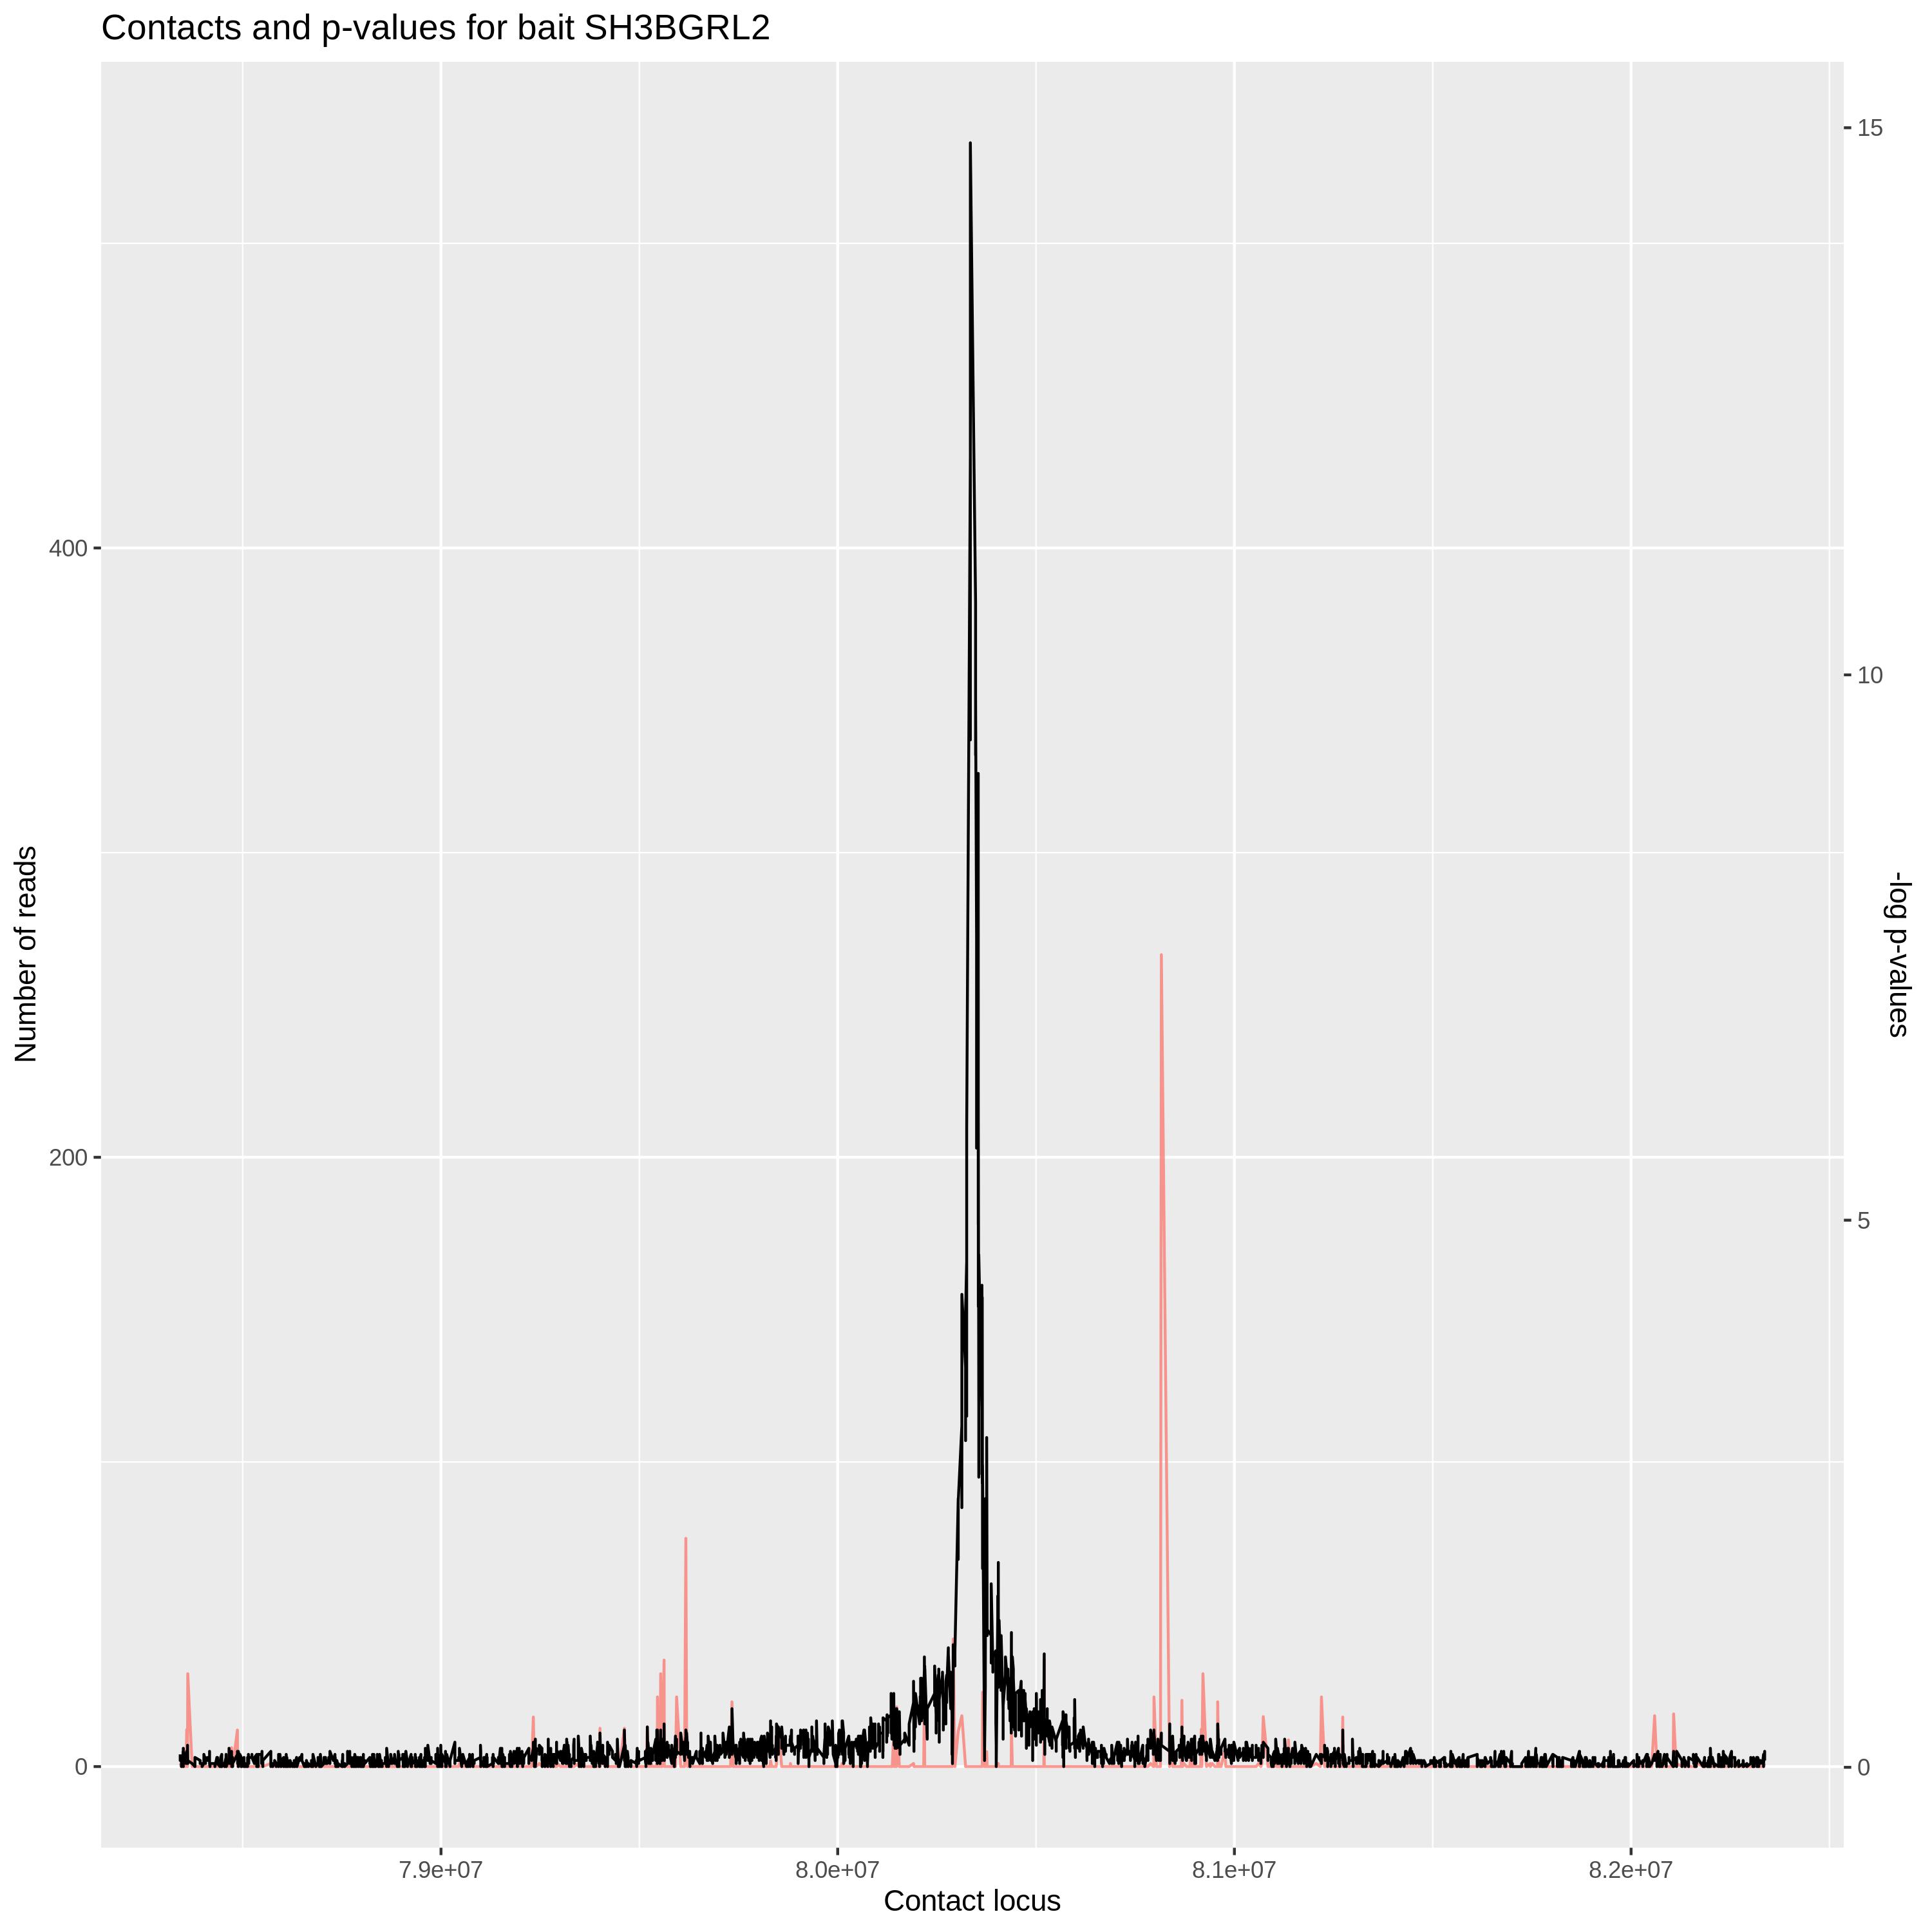 Contacts and p-values for bait SH3BGRL2
Number of reads
400
200
0
15
10
5
0
-log p-values
7.9e+07
8.0e+07
8.1e+07
8.2e+07
Contact locus